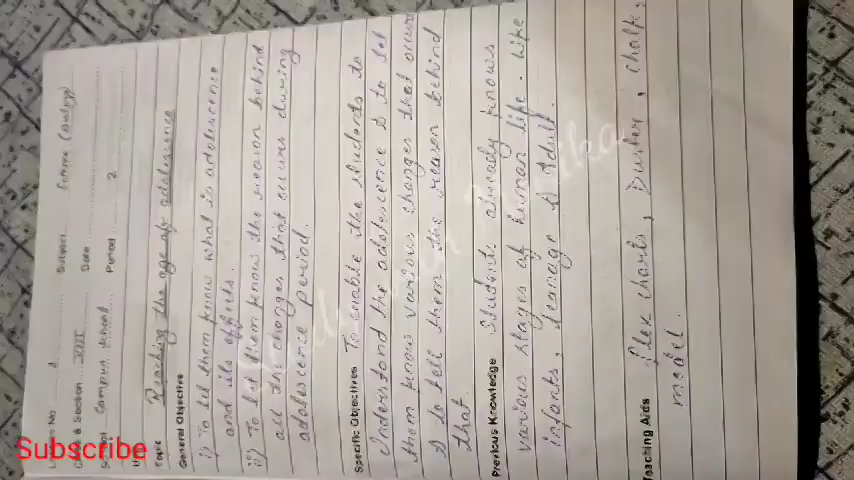 Lesson No 1 Subject Science (Biology)
Class & Section VIII Date
School Campus School Period 2
Topic Reaching the age of adolescence
General Objective
i) To let them know what is adolescence
and its effects.
ii) To let them know the reason behind
all the changes that occurs during
adolescence period.
Specific Objectives To enable the students to
Understand the adolescence & to let
them know various changes that occurs
& to tell them the reason behind
that.
Previous Knowledge Students already knows
various stages of human life. Like
infants, teenage & Adult.
Teaching Aids flex charts, Duster, chalk,
model.
Subscribe